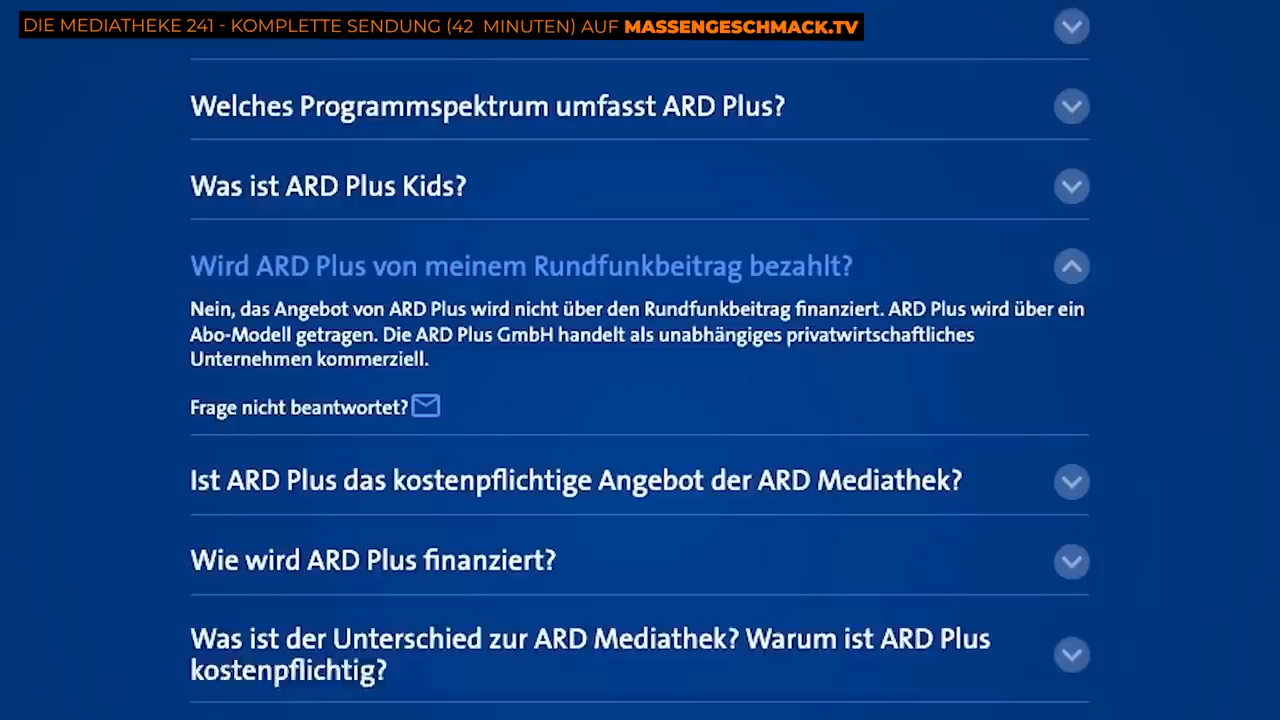 DIE MEDIATHEKE 241 - KOMPLETTE SENDUNG (42 MINUTEN) AUF MASSENGESCHMACK.TV
Welches Programmspektrum umfasst ARD Plus?
Was ist ARD Plus Kids?
Wird ARD Plus von meinem Rundfunkbeitrag bezahlt?
Nein, das Angebot von ARD Plus wird nicht über den Rundfunkbeitrag finanziert. ARD Plus wird über ein
Abo-Modell getragen. Die ARD Plus GmbH handelt als unabhängiges privatwirtschaftliches
Unternehmen kommerziell.
Frage nicht beantwortet?
Ist ARD Plus das kostenpflichtige Angebot der ARD Mediathek?
Wie wird ARD Plus finanziert?
Was ist der Unterschied zur ARD Mediathek? Warum ist ARD Plus
kostenpflichtig?